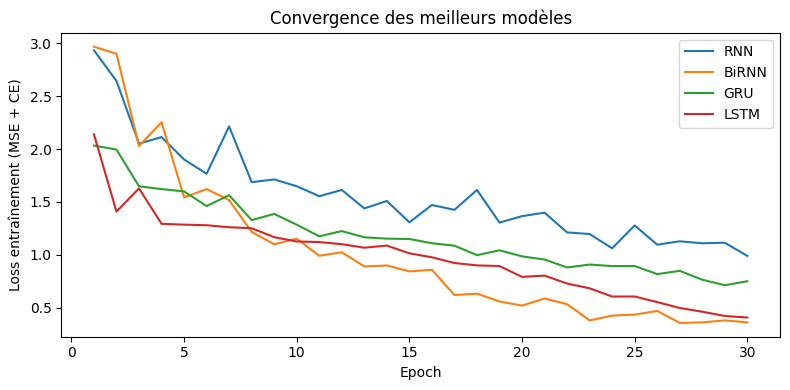 Convergence des meilleurs modèles
Loss entraînement (MSE + CE)
3.0
2.5
2.0
1.5
1.0
0.5
RNN
BiRNN
GRU
LSTM
0 5 10 15 20 25 30
Epoch